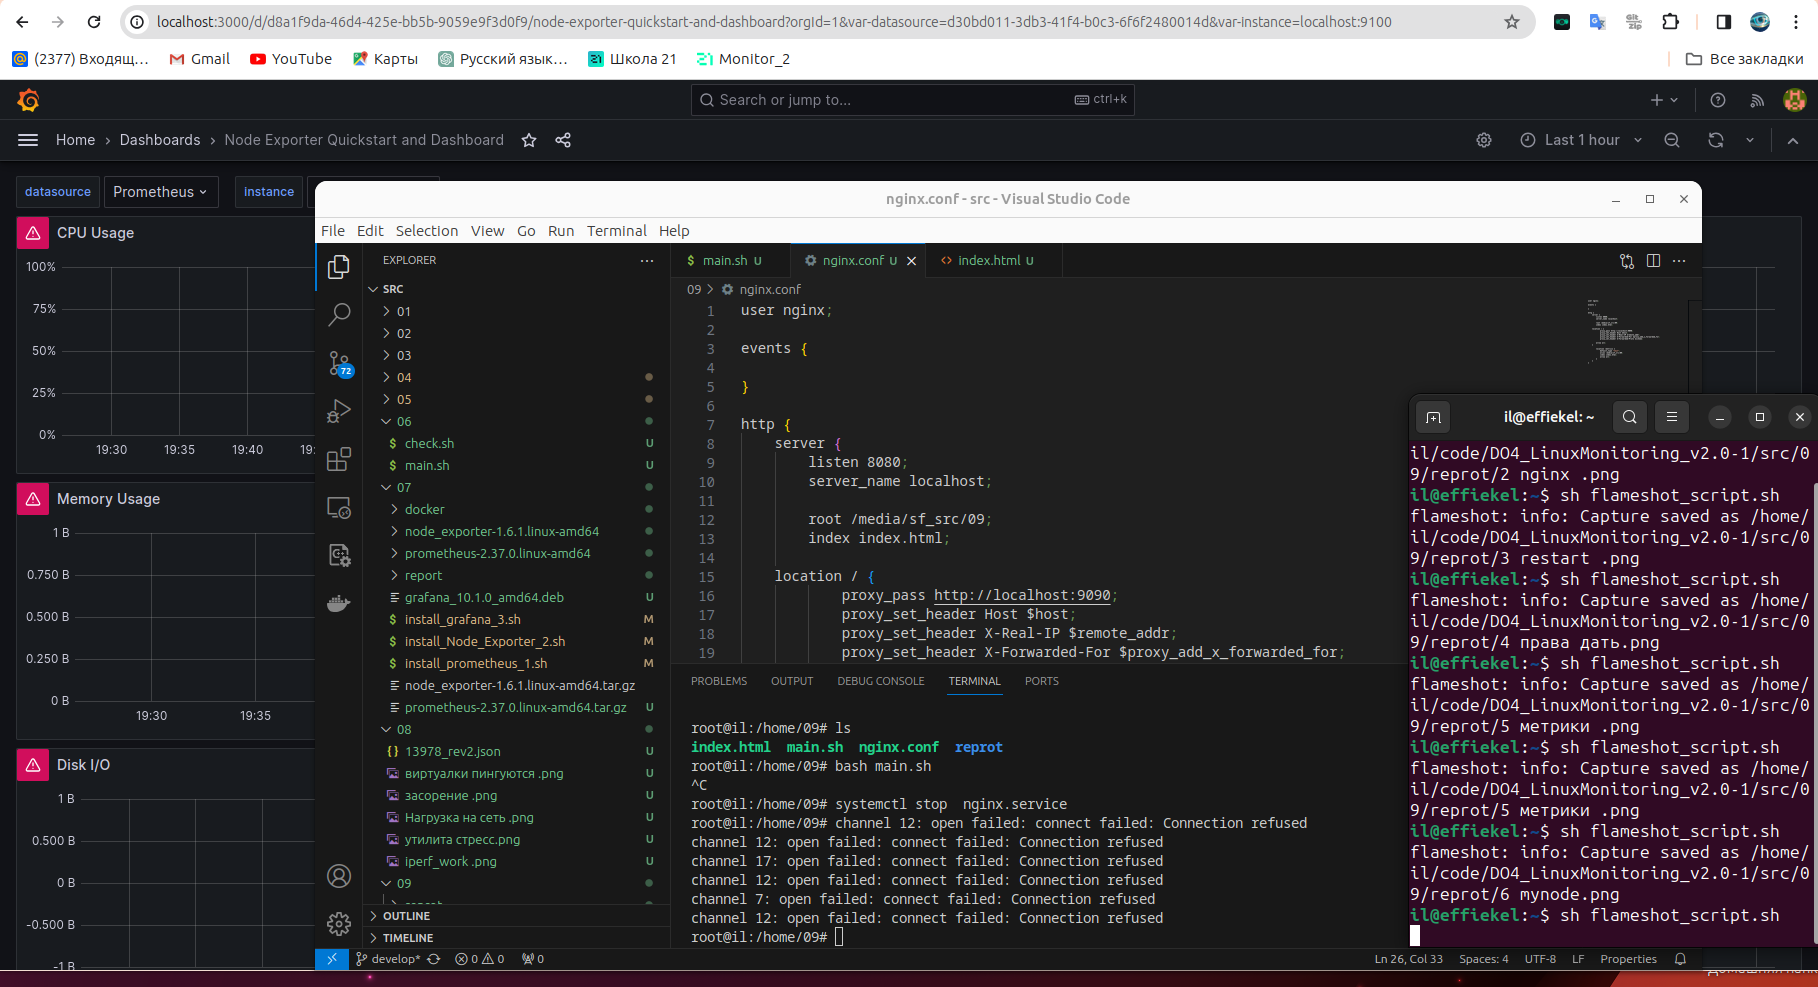 localhost:3000/d/d8a1f9da-46d4-425e-bb5b-9059e9f3d0f9/node-exporter-quickstart-and-dashboard?orgId=1&var-datasource=d30bd011-3db3-41f4-b0c3-6f6f2480014d&var-instance=localhost:9100
(2377) Входящ... Gmail YouTube Карты Русский язык... Школа 21 Monitor_2 Все закладки
Search or jump to... ctrl+k
Home › Dashboards › Node Exporter Quickstart and Dashboard Last 1 hour
datasource Prometheus instance
CPU Usage
100%
75%
50%
25%
0%
19:30 19:35 19:40 19:
Memory Usage
1 B
0.750 B
0.500 B
0.250 B
0 B
19:30 19:35
Disk I/O
1 B
0.500 B
0 B
-0.500 B
-1 B
nginx.conf - src - Visual Studio Code
File Edit Selection View Go Run Terminal Help
EXPLORER
72
SRC
01
02
03
04
05
06
$ check.sh U
$ main.sh U
07
docker
node_exporter-1.6.1.linux-amd64
prometheus-2.37.0.linux-amd64
report
grafana_10.1.0_amd64.deb U
$ install_grafana_3.sh M
$ install_Node_Exporter_2.sh M
$ install_prometheus_1.sh M
node_exporter-1.6.1.linux-amd64.tar.gz
prometheus-2.37.0.linux-amd64.tar.gz U
08
{} 13978_rev2.json U
виртуалки пингуются .png U
засорение .png U
Нагрузка на сеть .png U
утилита стресс.png U
iperf_work .png U
09
OUTLINE
TIMELINE
$ main.sh U nginx.conf U <> index.html U
09 > nginx.conf
1 user nginx;
2
3 events {
4
5 }
6
7 http {
8 server {
9 listen 8080;
10 server_name localhost;
11
12 root /media/sf_src/09;
13 index index.html;
14
15 location / {
16 proxy_pass http://localhost:9090;
17 proxy_set_header Host $host;
18 proxy_set_header X-Real-IP $remote_addr;
19 proxy_set_header X-Forwarded-For $proxy_add_x_forwarded_for;
PROBLEMS OUTPUT DEBUG CONSOLE TERMINAL PORTS
root@il:/home/09# ls
index.html main.sh nginx.conf reprot
root@il:/home/09# bash main.sh
^C
root@il:/home/09# systemctl stop  nginx.service
root@il:/home/09# channel 12: open failed: connect failed: Connection refused
channel 12: open failed: connect failed: Connection refused
channel 17: open failed: connect failed: Connection refused
channel 12: open failed: connect failed: Connection refused
channel 7: open failed: connect failed: Connection refused
channel 12: open failed: connect failed: Connection refused
root@il:/home/09#
develop* 0 0 0 Ln 26, Col 33 Spaces: 4 UTF-8 LF Properties
il@effiekel: ~
il/code/DO4_LinuxMonitoring_v2.0-1/src/0
9/reprot/2 nginx .png
il@effiekel:~$ sh flameshot_script.sh
flameshot: info: Capture saved as /home/
il/code/DO4_LinuxMonitoring_v2.0-1/src/0
9/reprot/3 restart .png
il@effiekel:~$ sh flameshot_script.sh
flameshot: info: Capture saved as /home/
il/code/DO4_LinuxMonitoring_v2.0-1/src/0
9/reprot/4 права дать.png
il@effiekel:~$ sh flameshot_script.sh
flameshot: info: Capture saved as /home/
il/code/DO4_LinuxMonitoring_v2.0-1/src/0
9/reprot/5 метрики .png
il@effiekel:~$ sh flameshot_script.sh
flameshot: info: Capture saved as /home/
il/code/DO4_LinuxMonitoring_v2.0-1/src/0
9/reprot/5 метрики .png
il@effiekel:~$ sh flameshot_script.sh
flameshot: info: Capture saved as /home/
il/code/DO4_LinuxMonitoring_v2.0-1/src/0
9/reprot/6 mynode.png
il@effiekel:~$ sh flameshot_script.sh